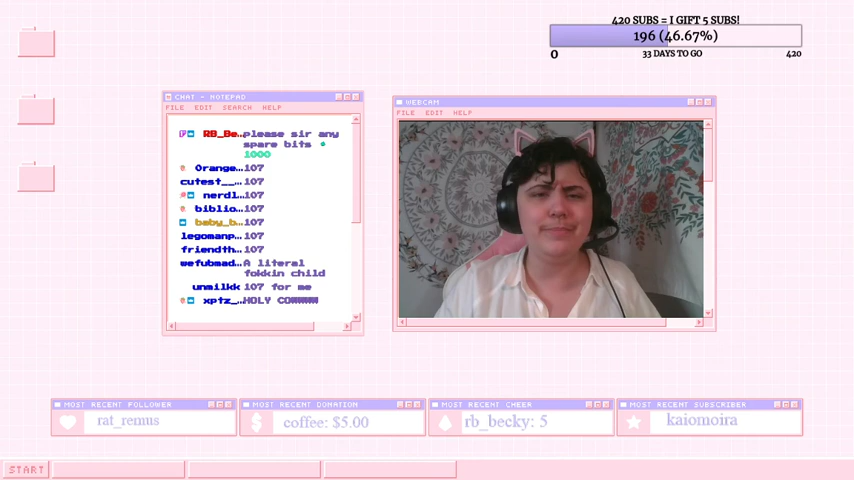 420 SUBS = I GIFT 5 SUBS!
196 (46.67%)
0 33 DAYS TO GO 420
CHAT - NOTEPAD
FILE EDIT SEARCH HELP
RB_Be… please sir any
spare bits
1000
Orange… 107
cutest__… 107
nerdl… 107
biblio… 107
baby_b… 107
legomanp… 107
friendth… 107
wefubmad… A literal
fokkin child
unmilkk 107 for me
xptz_… HOLY COWWWW
WEBCAM
FILE EDIT HELP
MOST RECENT FOLLOWER
rat_remus
MOST RECENT DONATION
coffee: $5.00
MOST RECENT CHEER
rb_becky: 5
MOST RECENT SUBSCRIBER
kaiomoira
START